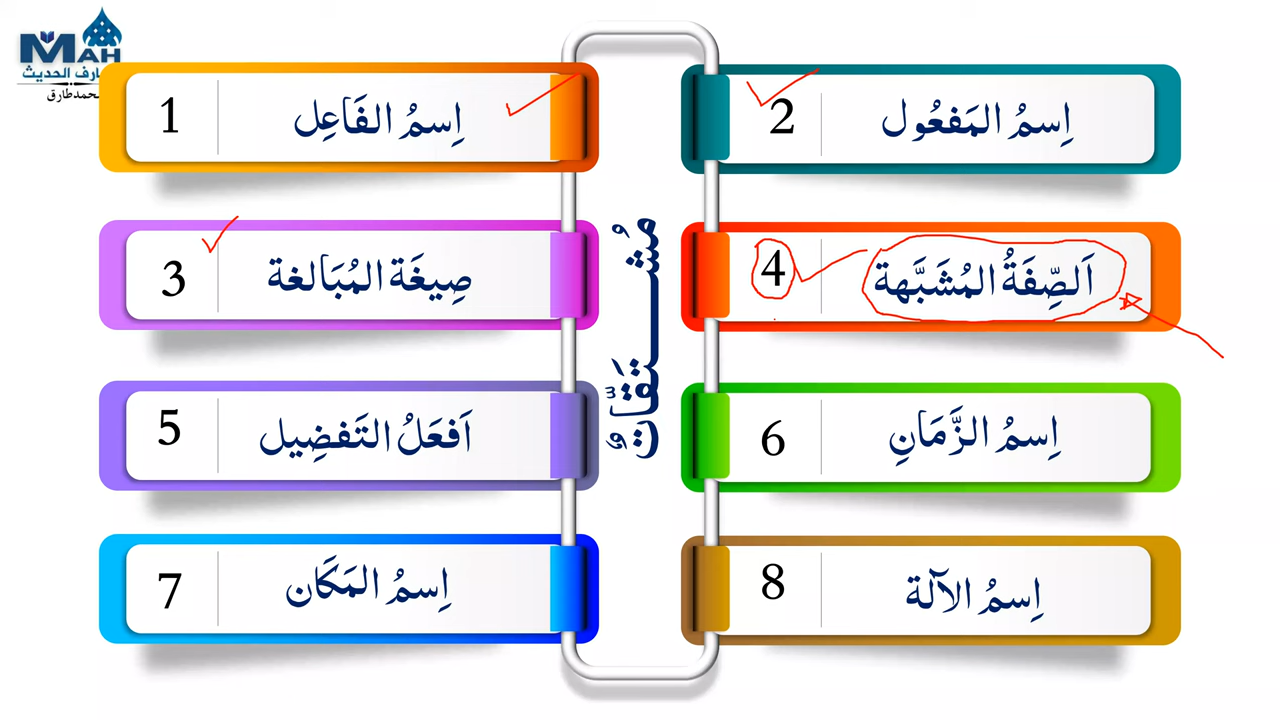 MAH
ارف الحديث
محمد طارق
1 اِسمُ الفَاعِل
2 اِسمُ المَفعُول
3 صِيغَة المُبَالغة
4 اَلصِّفَةُ المُشَبَّهة
مُشتَقَّاتٌ
5 اَفعَلُ التَفضِيل
6 اِسمُ الزَّمَانِ
7 اِسمُ المَكَان
8 اِسمُ الآلة